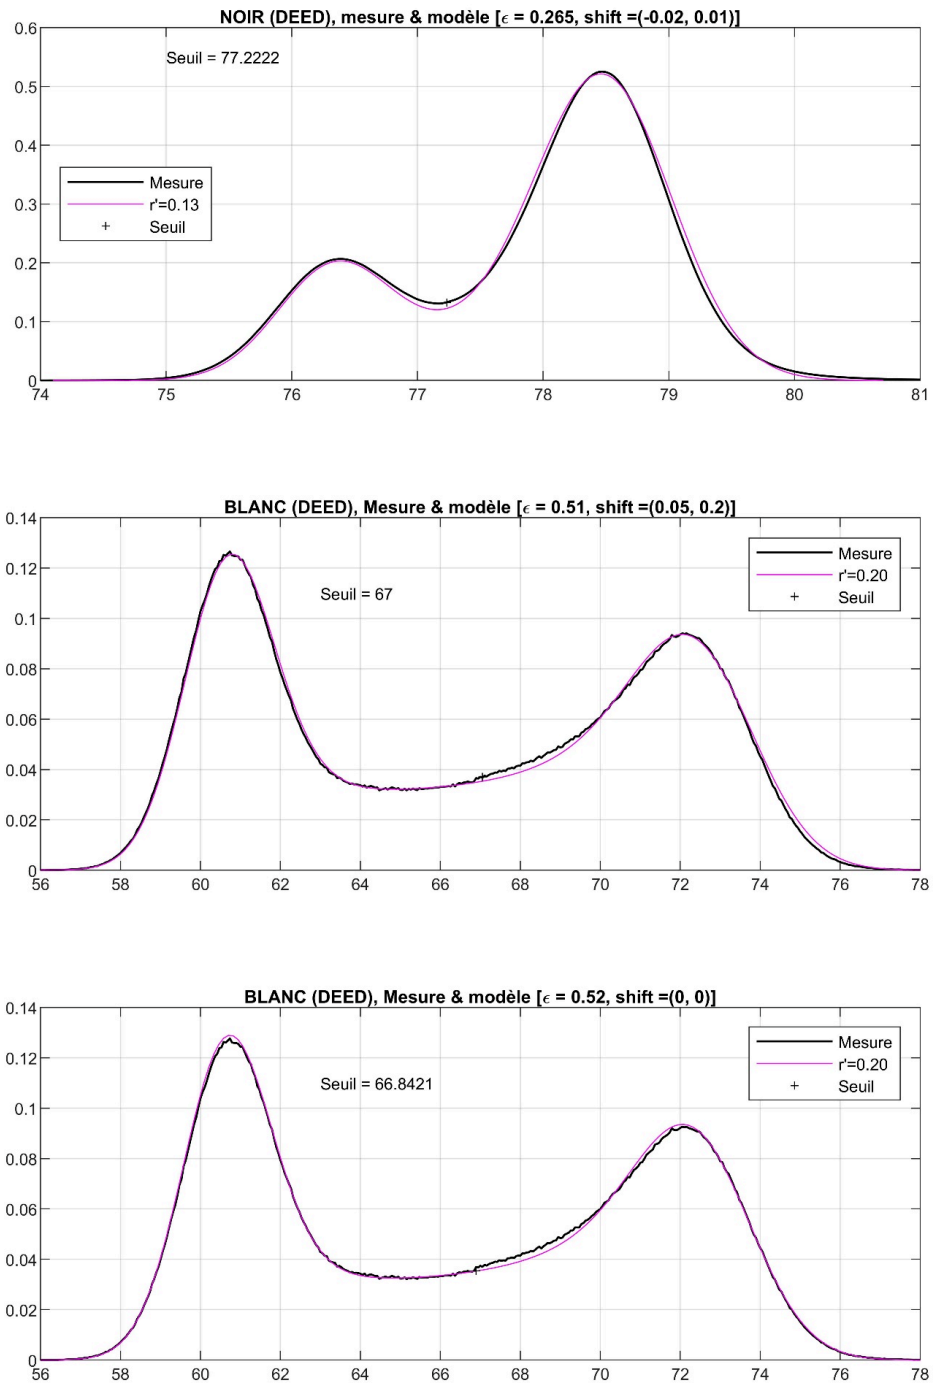 NOIR (DEED), mesure & modèle [ϵ = 0.265, shift =(-0.02, 0.01)]
0.6
Seuil = 77.2222
0.5
0.4
Mesure
0.3
r'=0.13
Seuil
0.2
0.1
0
74 75 76 77 78 79 80 81
BLANC (DEED), Mesure & modèle [ϵ = 0.51, shift =(0.05, 0.2)]
0.14
Mesure
0.12
r'=0.20
Seuil = 67
Seuil
0.1
0.08
0.06
0.04
0.02
0
56 58 60 62 64 66 68 70 72 74 76 78
BLANC (DEED), Mesure & modèle [ϵ = 0.52, shift =(0, 0)]
0.14
Mesure
0.12
r'=0.20
Seuil = 66.8421
Seuil
0.1
0.08
0.06
0.04
0.02
0
56 58 60 62 64 66 68 70 72 74 76 78